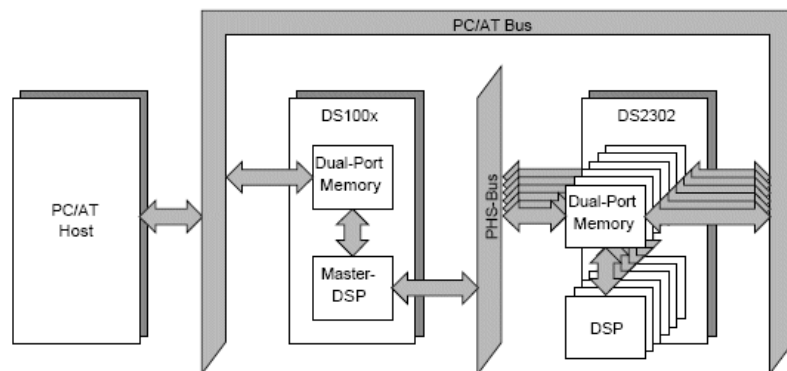 PC/AT Bus
PC/AT
Host
DS100x
Dual-Port
Memory
Master-
DSP
PHS-Bus
DS2302
Dual-Port
Memory
DSP